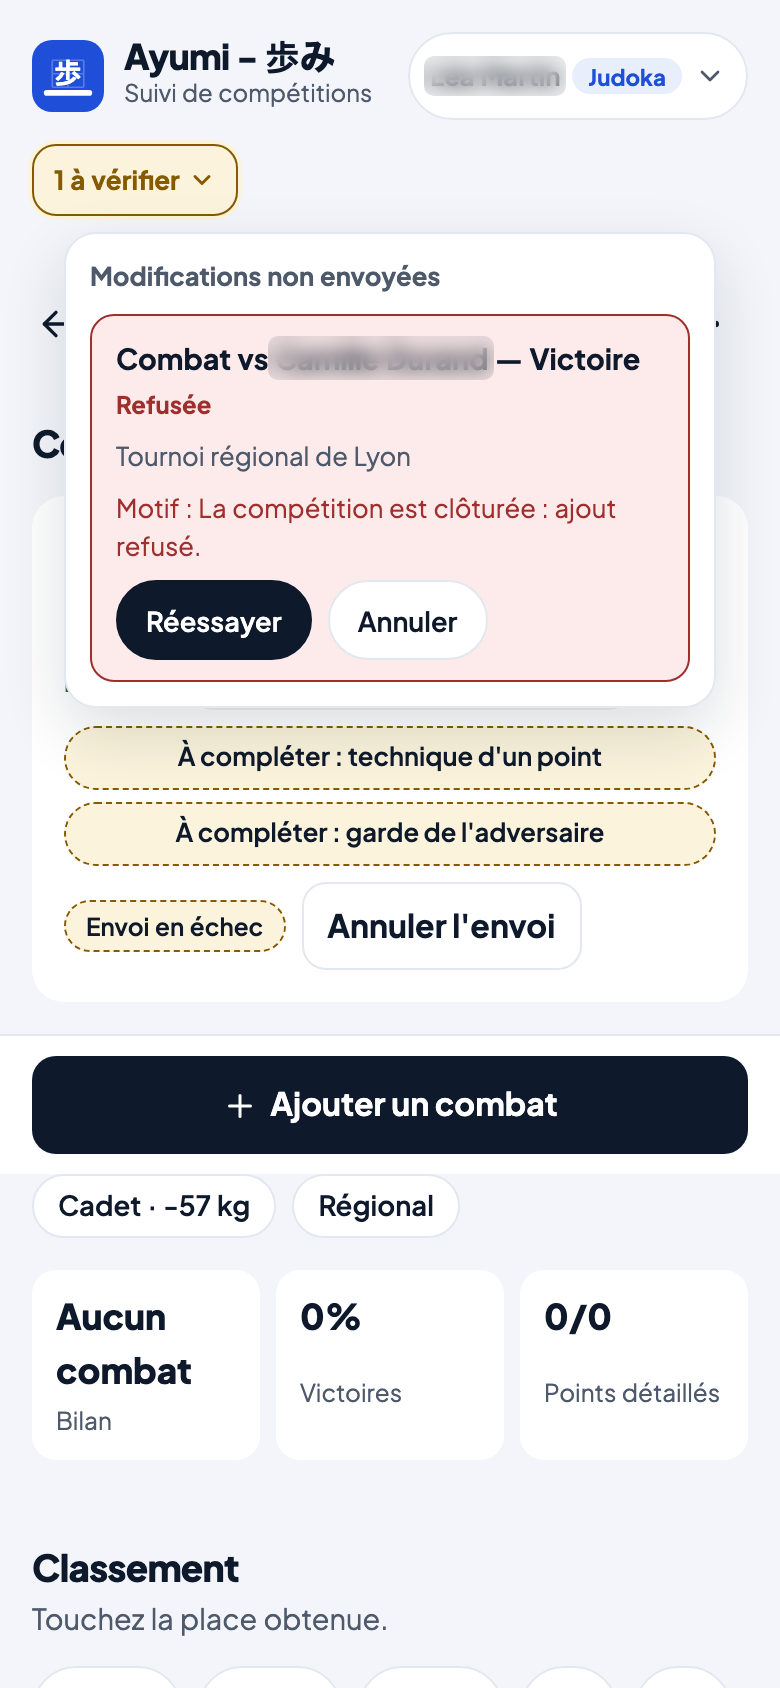 歩
Ayumi - 歩み
Suivi de compétitions
Judoka
1 à vérifier
Modifications non envoyées
Combat vs — Victoire
Refusée
Tournoi régional de Lyon
Motif : La compétition est clôturée : ajout
refusé.
Réessayer
Annuler
À compléter : technique d'un point
À compléter : garde de l'adversaire
Envoi en échec
Annuler l'envoi
+ Ajouter un combat
Cadet · -57 kg
Régional
Aucun
combat
Bilan
0%
Victoires
0/0
Points détaillés
Classement
Touchez la place obtenue.